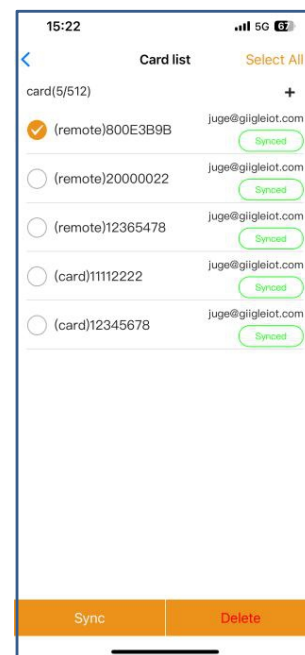 15:22 5G 67
Card list Select All
card(5/512) +
(remote)800E3B9B juge@giigleiot.com
Synced
(remote)20000022 juge@giigleiot.com
Synced
(remote)12365478 juge@giigleiot.com
Synced
(card)11112222 juge@giigleiot.com
Synced
(card)12345678 juge@giigleiot.com
Synced
Sync Delete